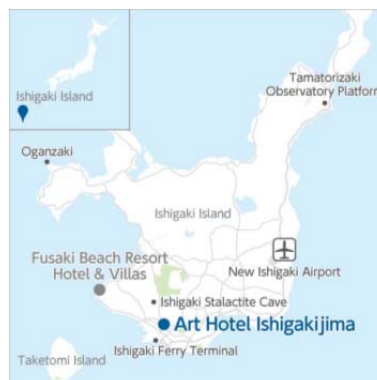 Ishigaki Island
Tamatorizaki
Observatory Platform
Oganzaki
Ishigaki Island
Fusaki Beach Resort
Hotel & Villas
New Ishigaki Airport
Ishigaki Stalactite Cave
Art Hotel Ishigakijima
Ishigaki Ferry Terminal
Taketomi Island